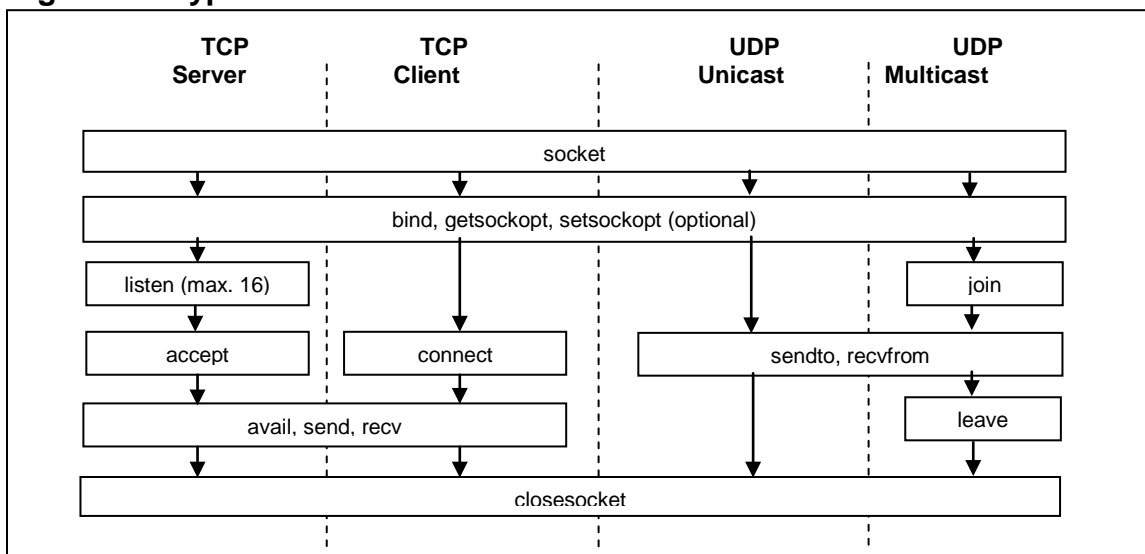 TCP Server
TCP Client
UDP Unicast
UDP Multicast
socket
bind, getsockopt, setsockopt (optional)
listen (max. 16)
join
accept
connect
sendto, recvfrom
avail, send, recv
leave
closesocket